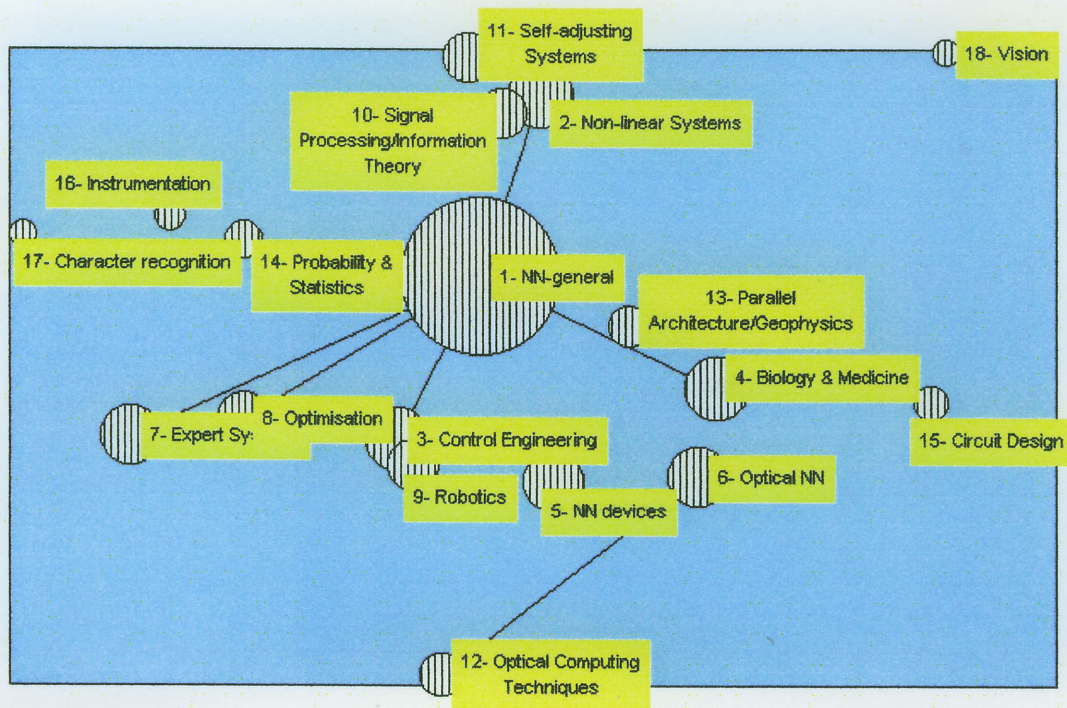 11- Self-adjusting
Systems
18- Vision
10- Signal
Processing/Information
Theory
2- Non-linear Systems
16- Instrumentation
17- Character recognition
14- Probability &
Statistics
1- NN-general
13- Parallel
Architecture/Geophysics
4- Biology & Medicine
7- Expert Sy
8- Optimisation
3- Control Engineering
15- Circuit Design
9- Robotics
5- NN devices
6- Optical NN
12- Optical Computing
Techniques